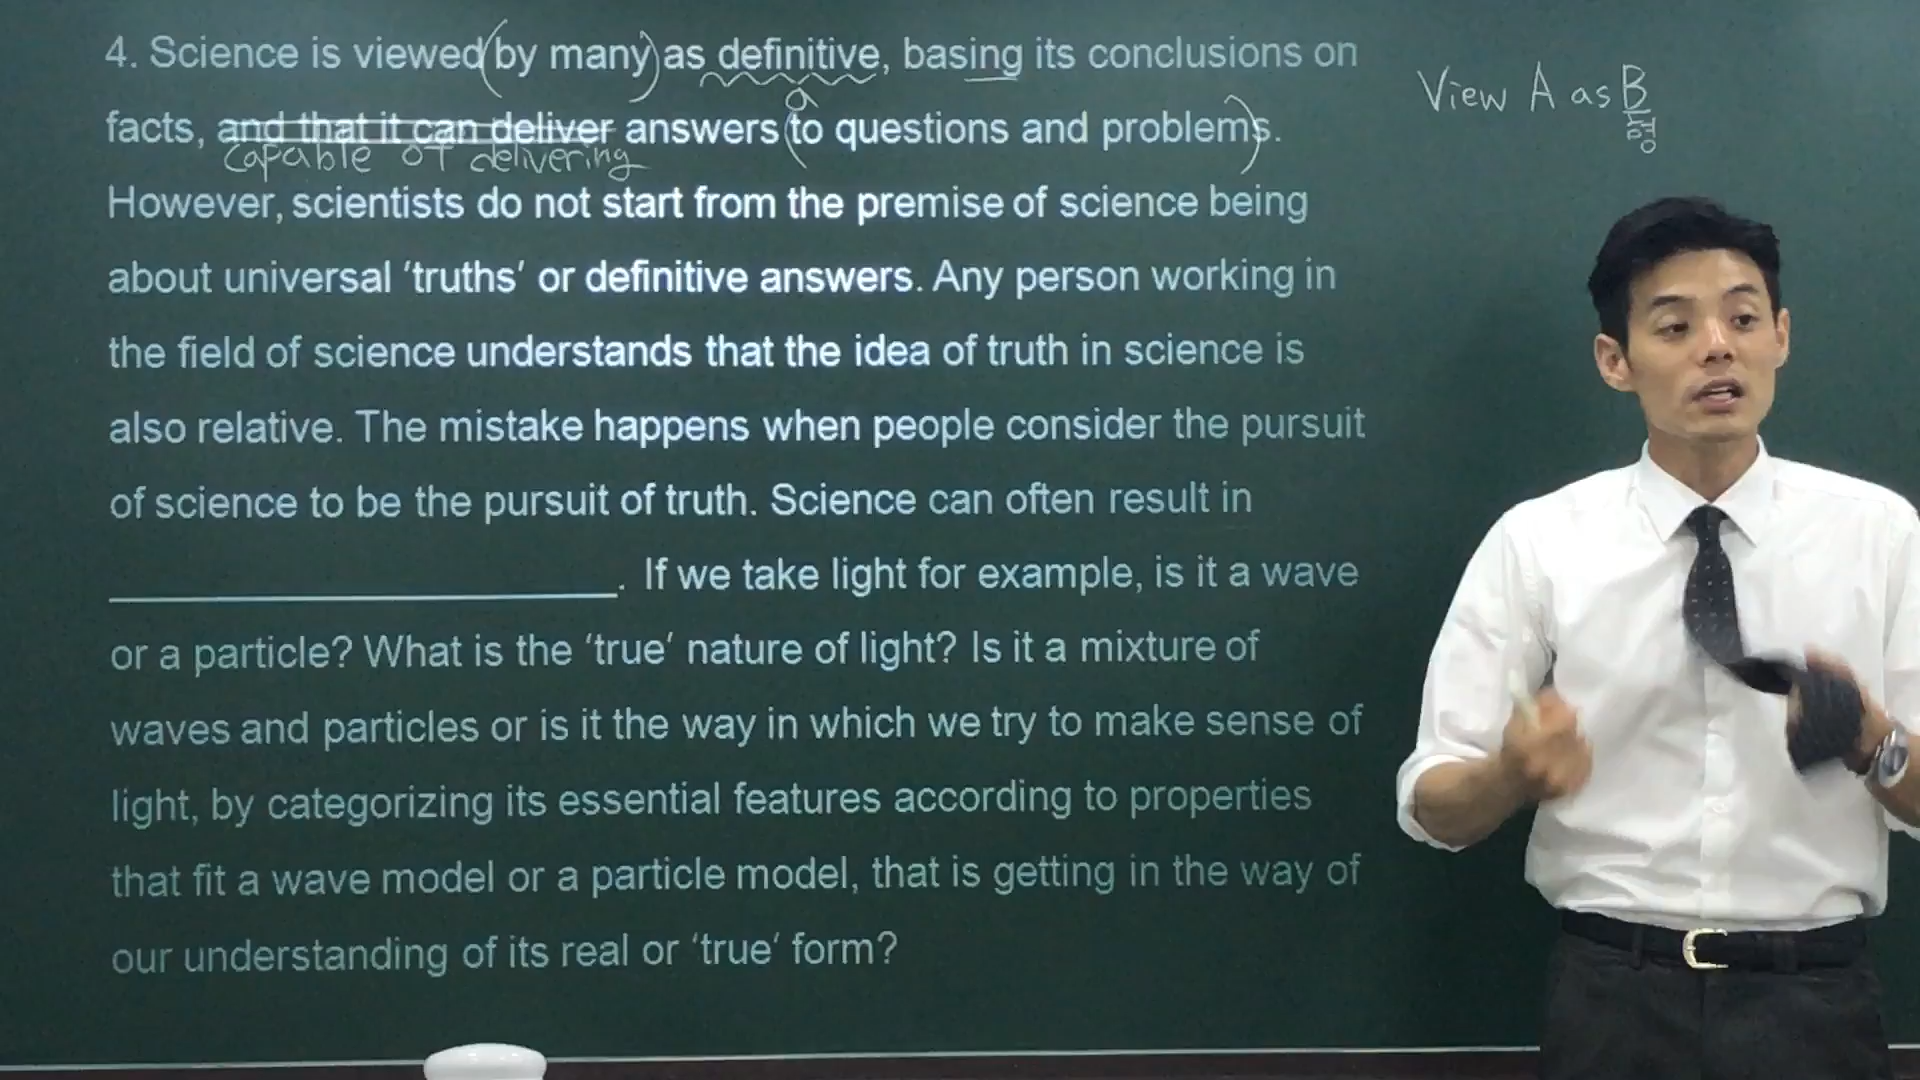 4. Science is viewed (by many) as definitive, basing its conclusions on
a
facts, and that it can deliver answers (to questions and problems).
capable of delivering
However, scientists do not start from the premise of science being
about universal ‘truths’ or definitive answers. Any person working in
the field of science understands that the idea of truth in science is
also relative. The mistake happens when people consider the pursuit
of science to be the pursuit of truth. Science can often result in
____________________. If we take light for example, is it a wave
or a particle? What is the ‘true’ nature of light? Is it a mixture of
waves and particles or is it the way in which we try to make sense of
light, by categorizing its essential features according to properties
that fit a wave model or a particle model, that is getting in the way of
our understanding of its real or ‘true’ form?
View A as B